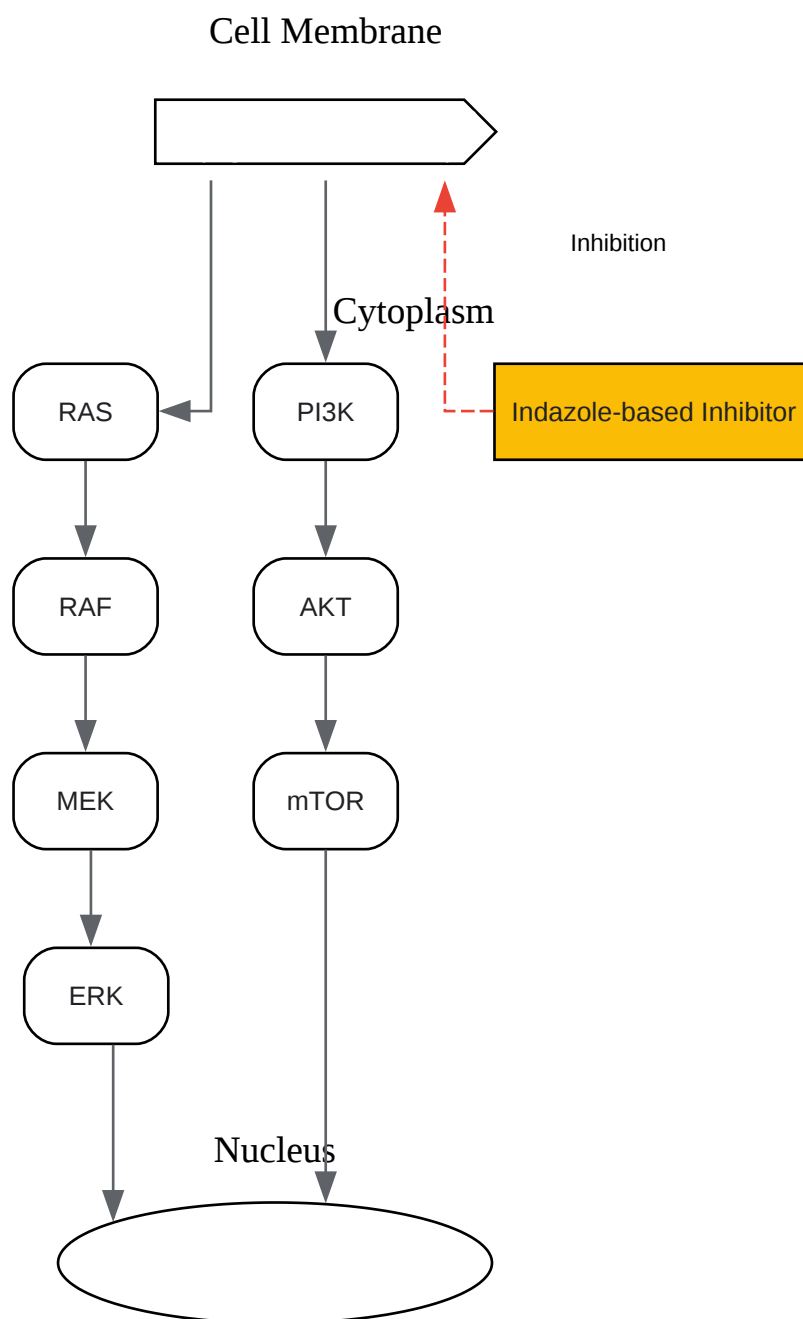 Cell Membrane
Inhibition
Cytoplasm
RAS
PI3K
Indazole-based Inhibitor
RAF
AKT
MEK
mTOR
ERK
Nucleus